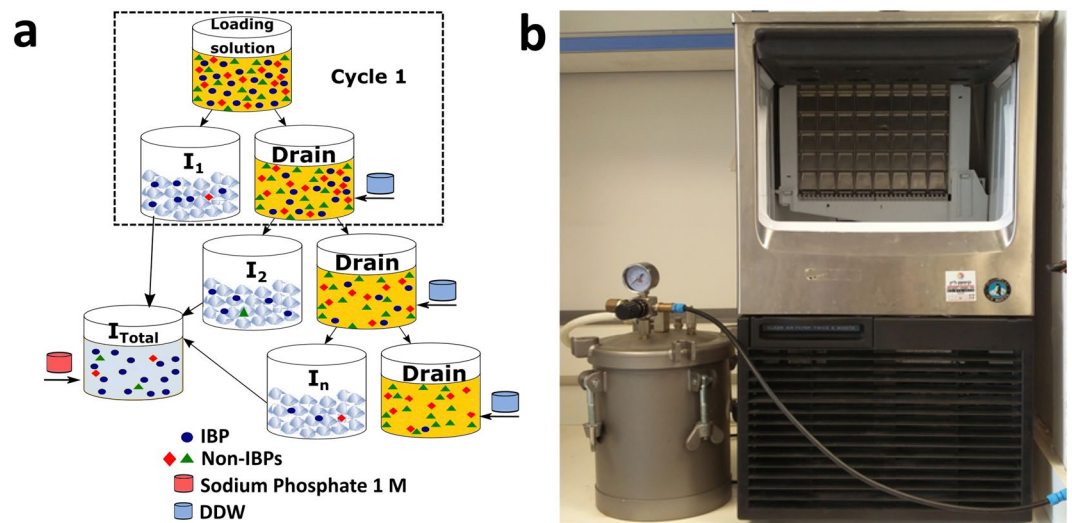 a
Loading
solution
Cycle 1
I1
Drain
I2
Drain
ITotal
In
Drain
IBP
Non-IBPs
Sodium Phosphate 1 M
DDW
b